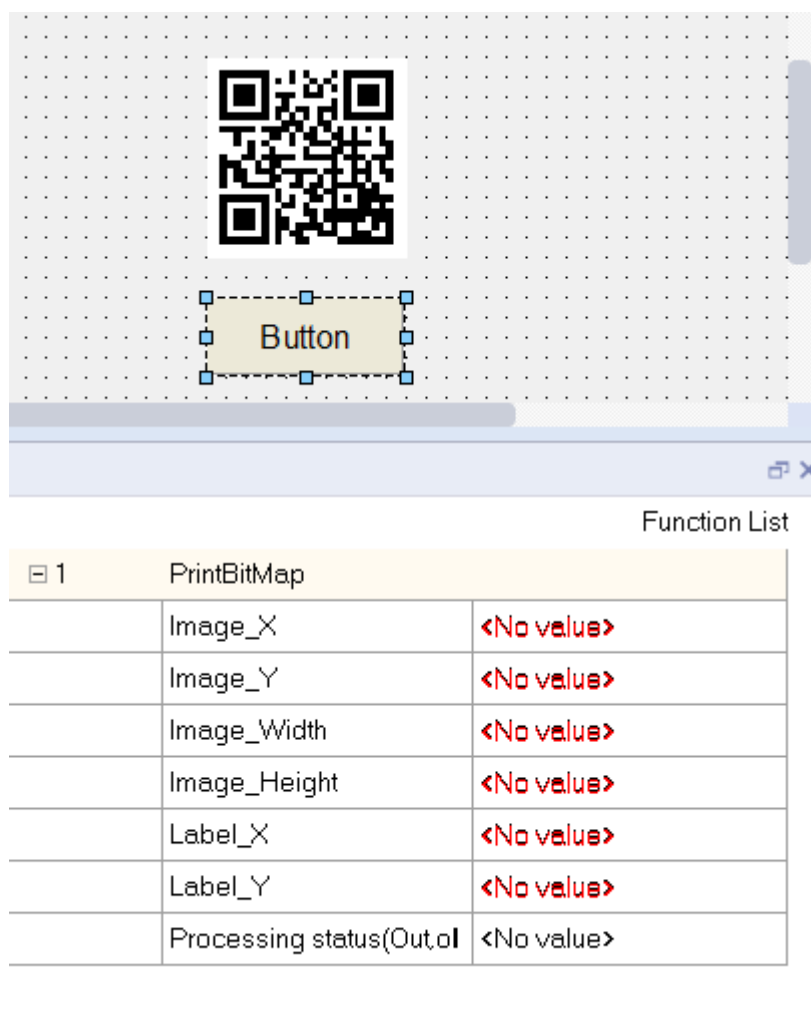 Button
Function List
1 PrintBitMap
Image_X <No value>
Image_Y <No value>
Image_Width <No value>
Image_Height <No value>
Label_X <No value>
Label_Y <No value>
Processing status(Out,ol <No value>